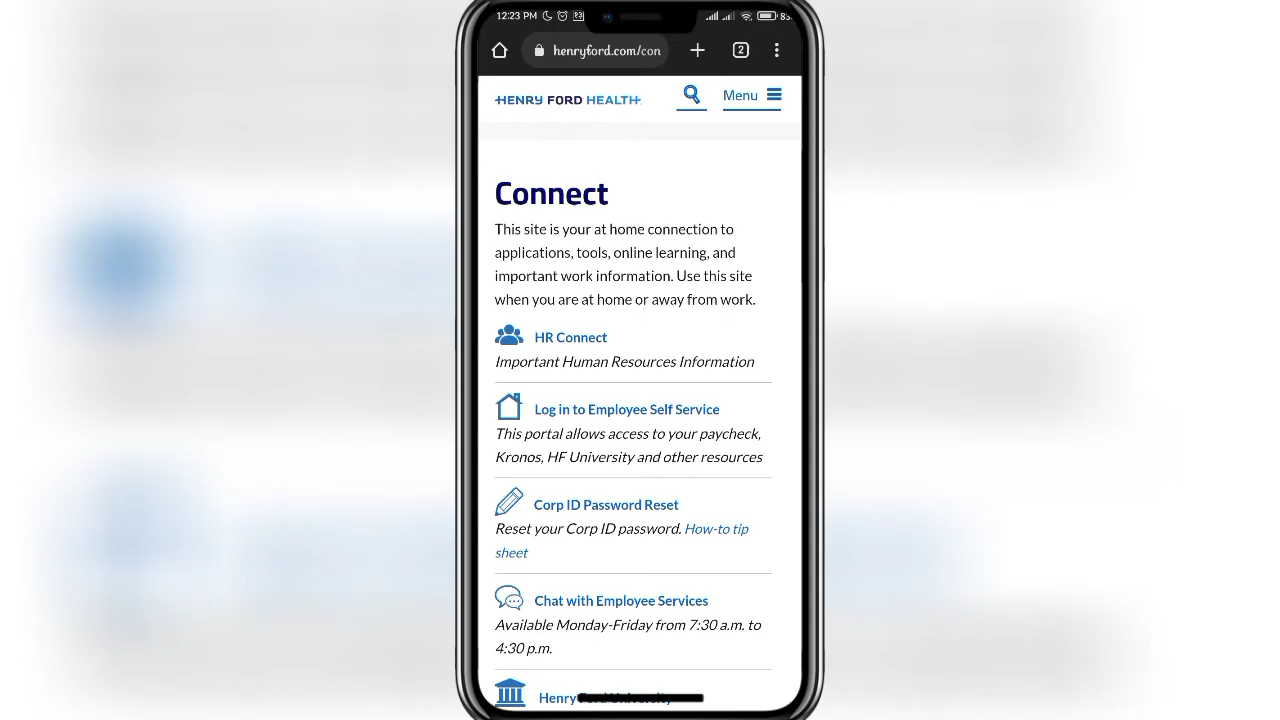 12:23 PM
henryford.com/con
2
HENRY FORD HEALTH
Menu
Connect
This site is your at home connection to
applications, tools, online learning, and
important work information. Use this site
when you are at home or away from work.
HR Connect
Important Human Resources Information
Log in to Employee Self Service
This portal allows access to your paycheck,
Kronos, HF University and other resources
Corp ID Password Reset
Reset your Corp ID password. How-to tip
sheet
Chat with Employee Services
Available Monday-Friday from 7:30 a.m. to
4:30 p.m.
Henry Ford University